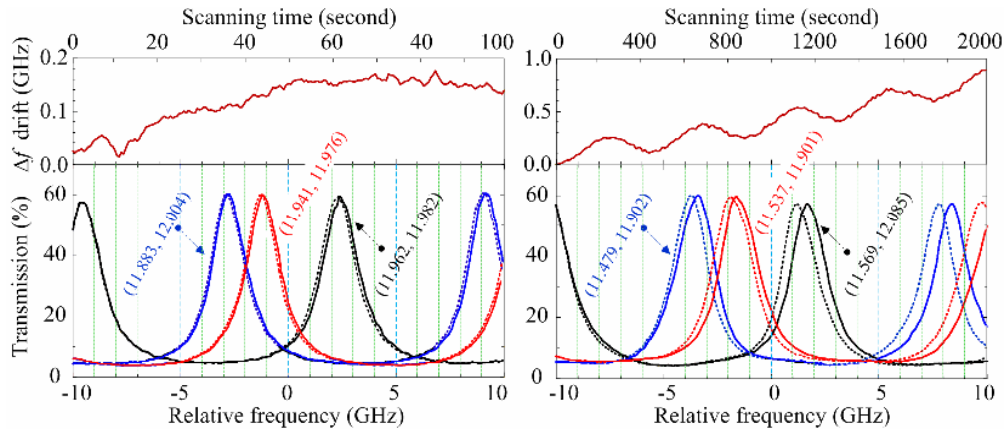 Scanning time (second)
0 20 40 60 80 100
Δf drift (GHz)
0.2
0.1
0.0
Transmission (%)
60
40
20
0
(11.883, 12.004)
(11.941, 11.976)
(11.962, 11.982)
-10 -5 0 5 10
Relative frequency (GHz)
Scanning time (second)
0 400 800 1200 1600 2000
1.0
0.5
0.0
60
40
20
0
(11.479, 11.902)
(11.537, 11.901)
(11.569, 12.085)
-10 -5 0 5 10
Relative frequency (GHz)